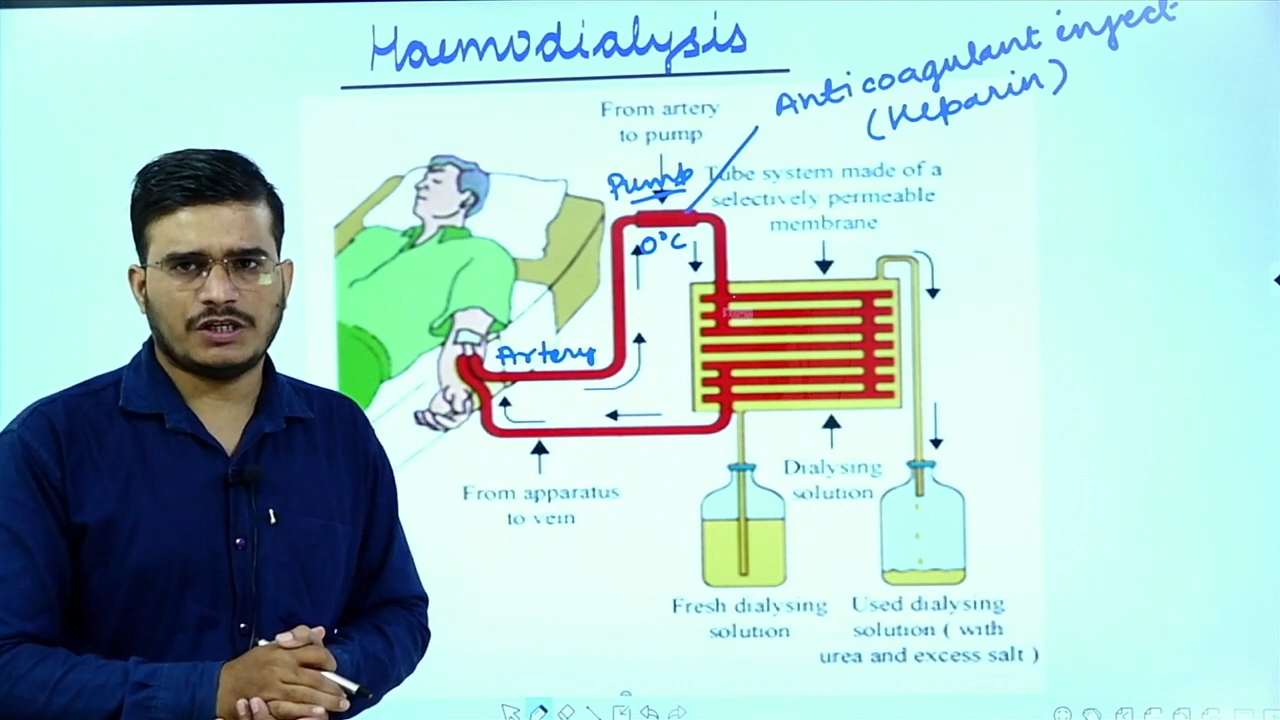 Haemodialysis
Anticoagulant inject
(Heparin)
From artery
to pump
Pump
Tube system made of a
selectively permeable
membrane
0°C
Artery
Dialysing
solution
From apparatus
to vein
Fresh dialysing
solution
Used dialysing
solution ( with
urea and excess salt )